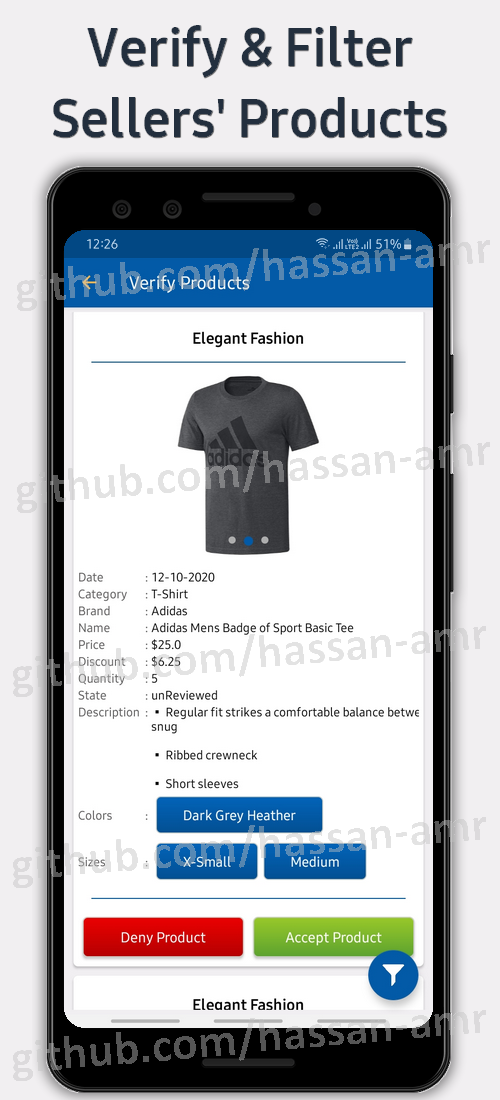 Verify & Filter
Sellers' Products
12:26
Vo)) LTE2 51%
github.com/hassan-amr
Verify Products
Elegant Fashion
adidas
github.com/hassan-amr
Date : 12-10-2020
Category : T-Shirt
Brand : Adidas
Name : Adidas Mens Badge of Sport Basic Tee
Price : $25.0
Discount : $6.25
github.com/hassan-amr
Quantity : 5
State : unReviewed
Description : ▪ Regular fit strikes a comfortable balance betwe
snug
▪ Ribbed crewneck
▪ Short sleeves
Colors : Dark Grey Heather
github.com/hassan-amr
Sizes : X-Small Medium
Deny Product Accept Product
Elegant Fashion
github.com/hassan-amr